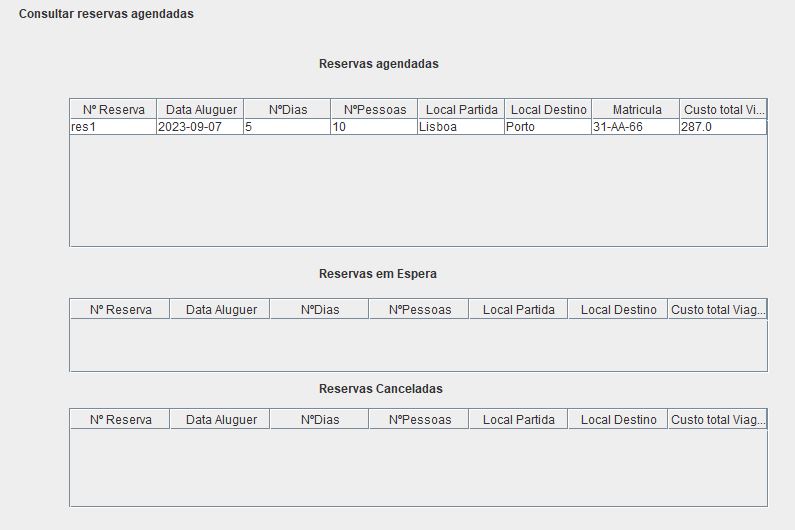 Consultar reservas agendadas
Reservas agendadas
Nº Reserva Data Aluguer NºDias NºPessoas Local Partida Local Destino Matricula Custo total Vi...
res1 2023-09-07 5 10 Lisboa Porto 31-AA-66 287.0
Reservas em Espera
Nº Reserva Data Aluguer NºDias NºPessoas Local Partida Local Destino Custo total Viag...
Reservas Canceladas
Nº Reserva Data Aluguer NºDias NºPessoas Local Partida Local Destino Custo total Viag...